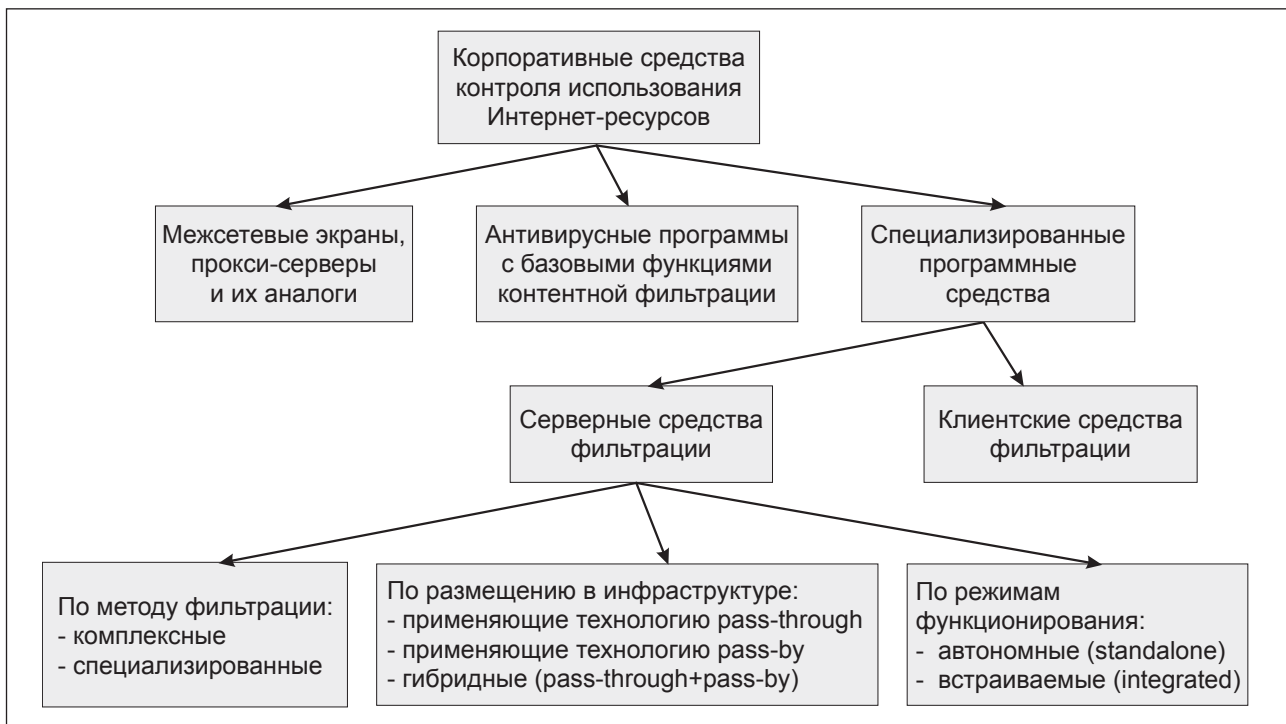 Корпоративные средства
контроля использования
Интернет-ресурсов
Межсетевые экраны,
прокси-серверы
и их аналоги
Антивирусные программы
с базовыми функциями
контентной фильтрации
Специализированные
программные
средства
Серверные средства
фильтрации
Клиентские средства
фильтрации
По методу фильтрации:
- комплексные
- специализированные
По размещению в инфраструктуре:
- применяющие технологию pass-through
- применяющие технологию pass-by
- гибридные (pass-through+pass-by)
По режимам
функционирования:
- автономные (standalone)
- встраиваемые (integrated)